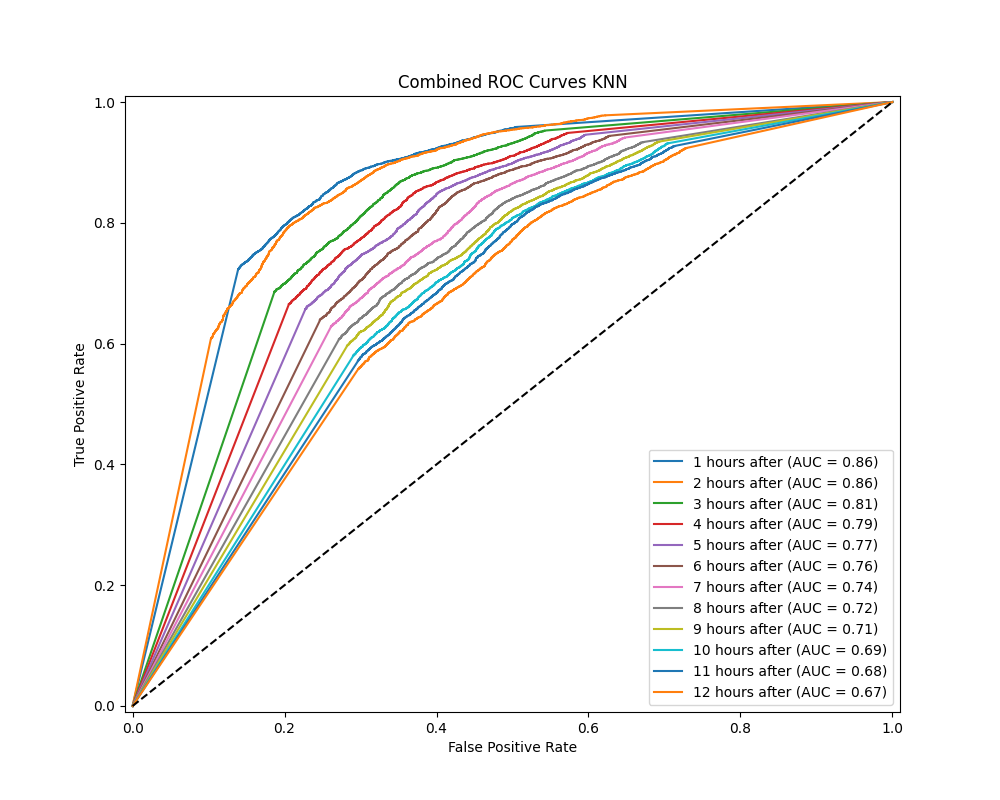 Combined ROC Curves KNN
1.0
0.8
0.6
0.4
0.2
0.0
True Positive Rate
1 hours after (AUC = 0.86)
2 hours after (AUC = 0.86)
3 hours after (AUC = 0.81)
4 hours after (AUC = 0.79)
5 hours after (AUC = 0.77)
6 hours after (AUC = 0.76)
7 hours after (AUC = 0.74)
8 hours after (AUC = 0.72)
9 hours after (AUC = 0.71)
10 hours after (AUC = 0.69)
11 hours after (AUC = 0.68)
12 hours after (AUC = 0.67)
0.0 0.2 0.4 0.6 0.8 1.0
False Positive Rate